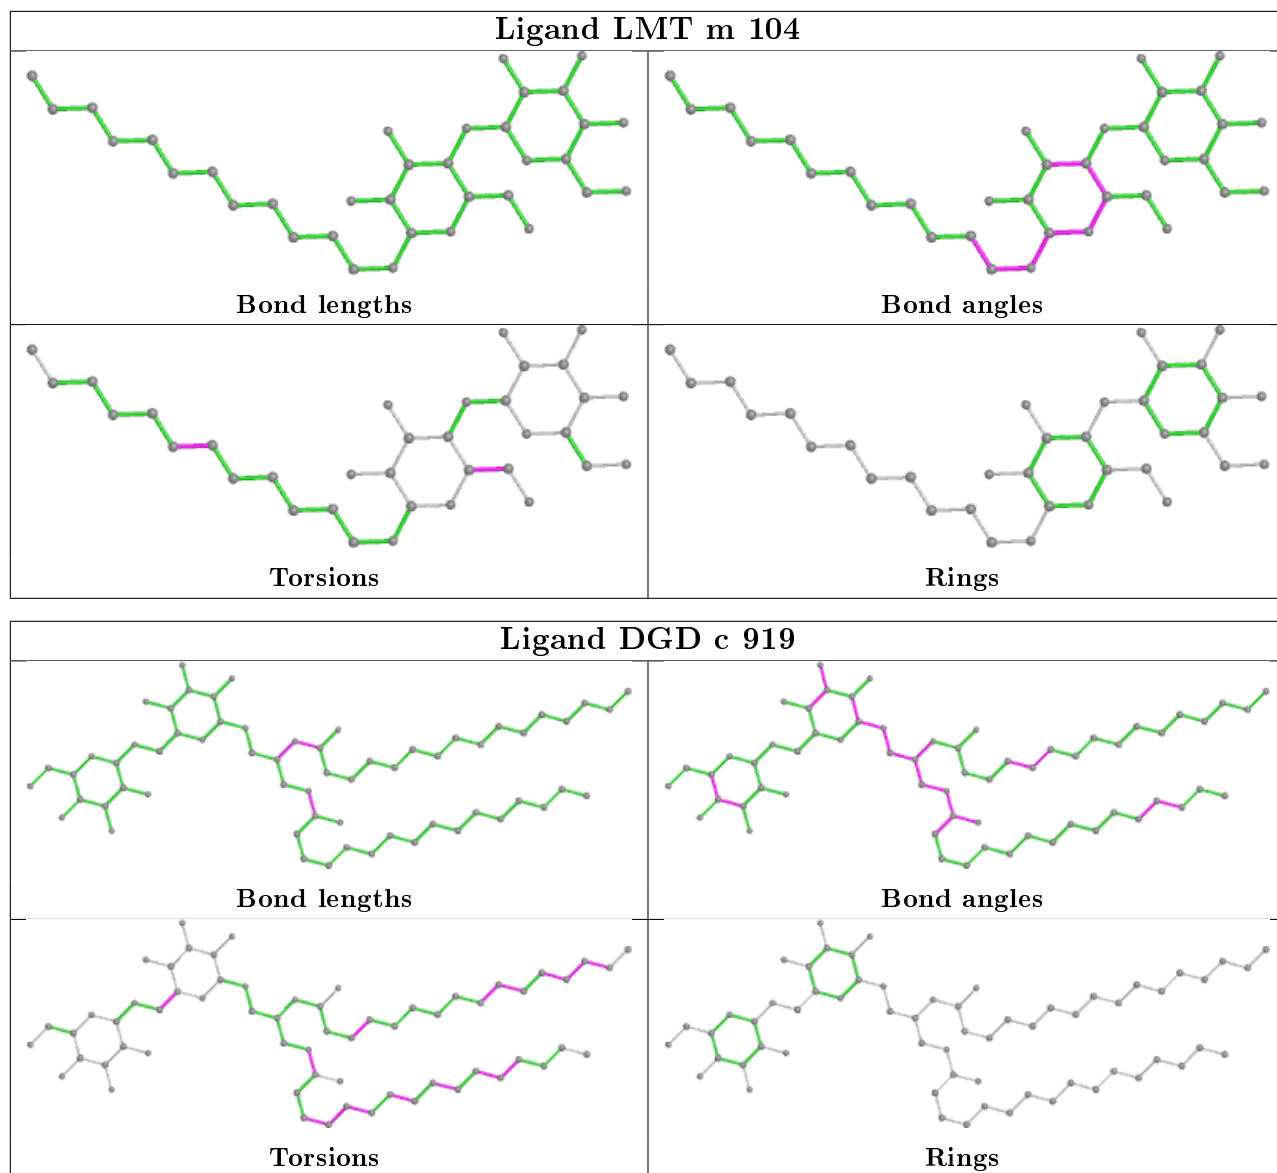 Ligand LMT m 104
Bond lengths
Bond angles
Torsions
Rings
Ligand DGD c 919
Bond lengths
Bond angles
Torsions
Rings